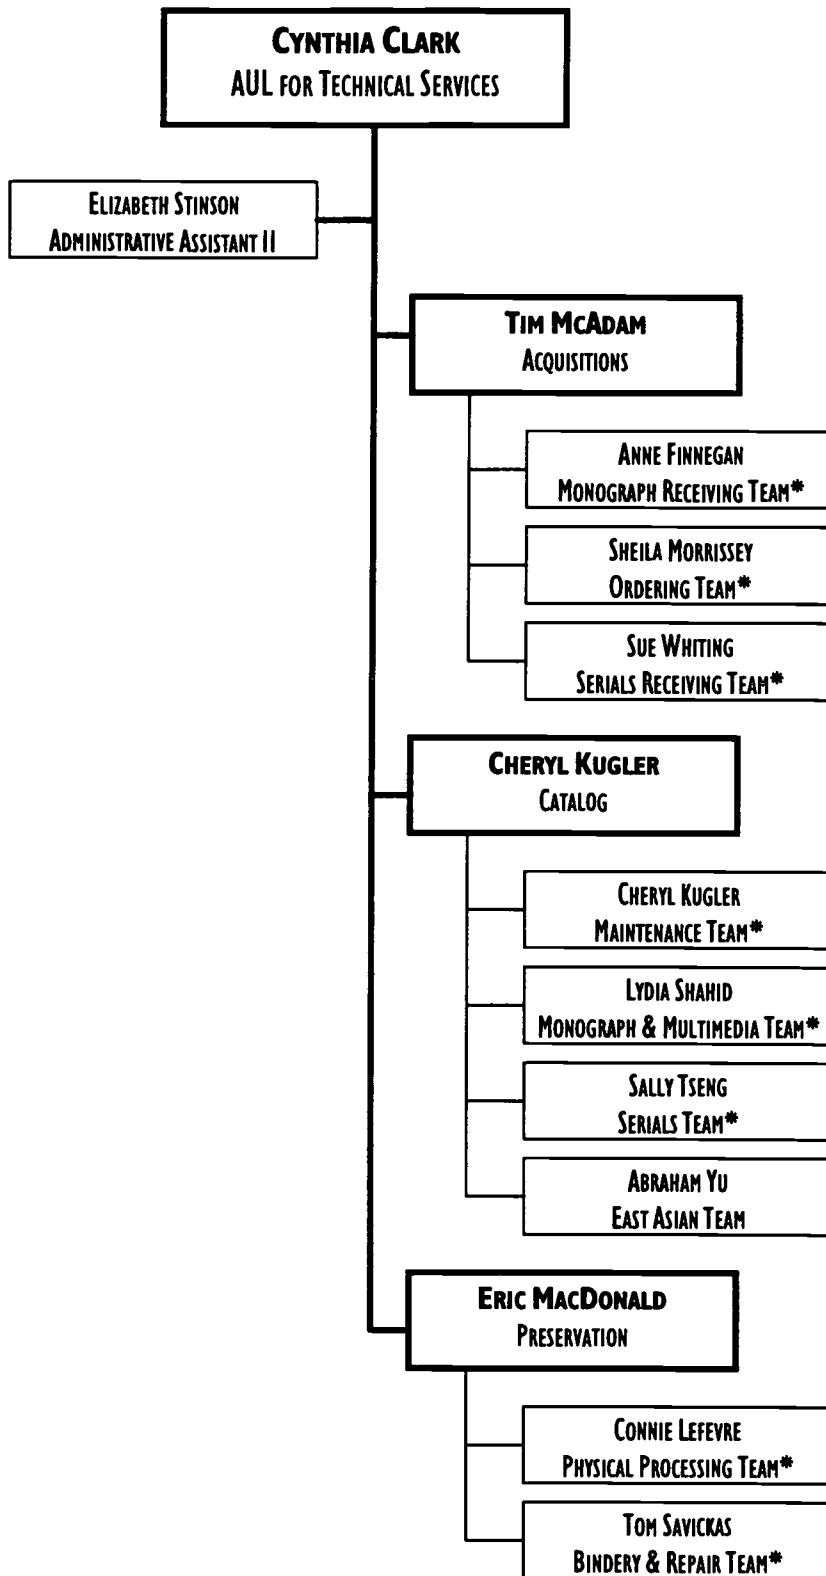 CYNTHIA CLARK
AUL FOR TECHNICAL SERVICES
ELIZABETH STINSON
ADMINISTRATIVE ASSISTANT II
TIM MCADAM
ACQUISITIONS
ANNE FINNEGAN
MONOGRAPH RECEIVING TEAM*
SHEILA MORRISSEY
ORDERING TEAM*
SUE WHITING
SERIALS RECEIVING TEAM*
CHERYL KUGLER
CATALOG
CHERYL KUGLER
MAINTENANCE TEAM*
LYDIA SHAHID
MONOGRAPH & MULTIMEDIA TEAM*
SALLY TSENG
SERIALS TEAM*
ABRAHAM YU
EAST ASIAN TEAM
ERIC MACDONALD
PRESERVATION
CONNIE LEFEVRE
PHYSICAL PROCESSING TEAM*
TOM SAVICKAS
BINDERY & REPAIR TEAM*